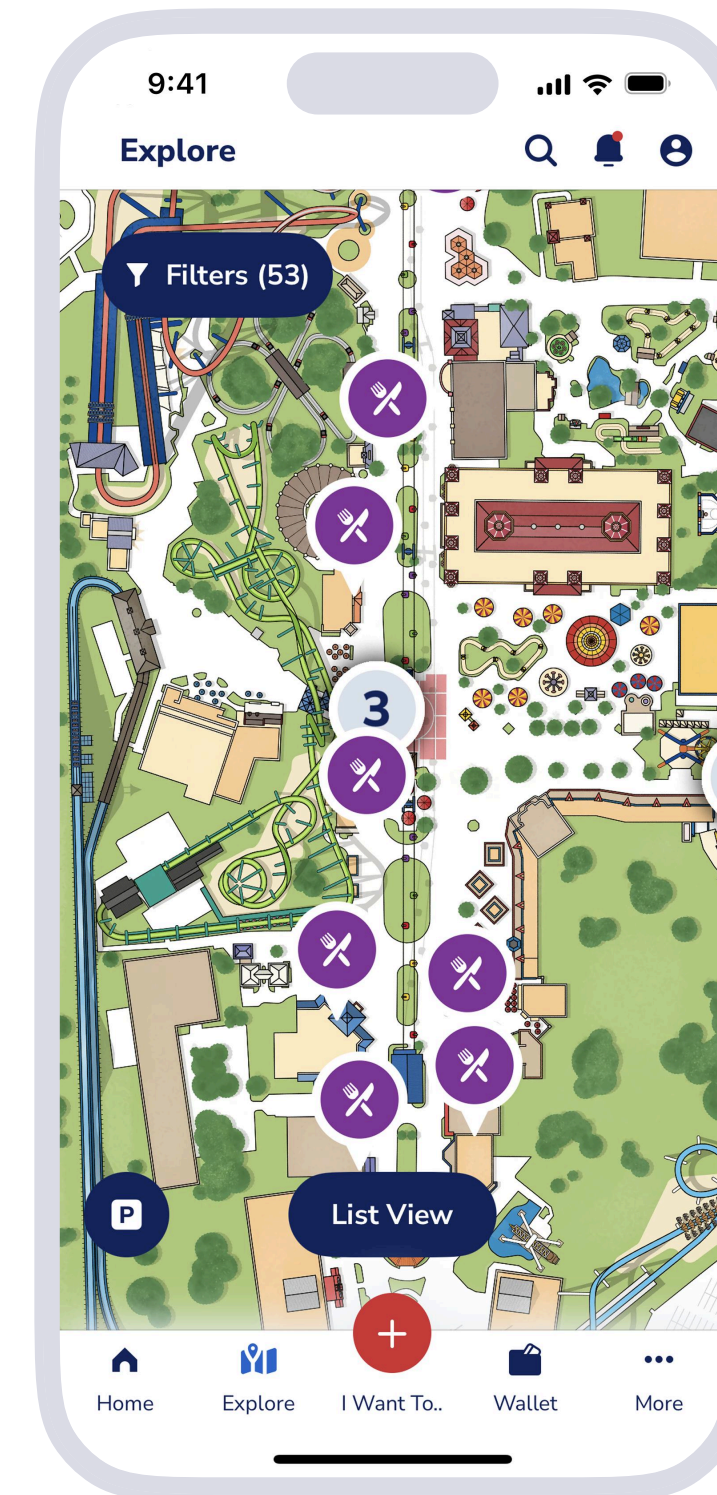 9:41
Explore
Filters (53)
3
P
List View
+
Home
Explore
I Want To..
Wallet
More